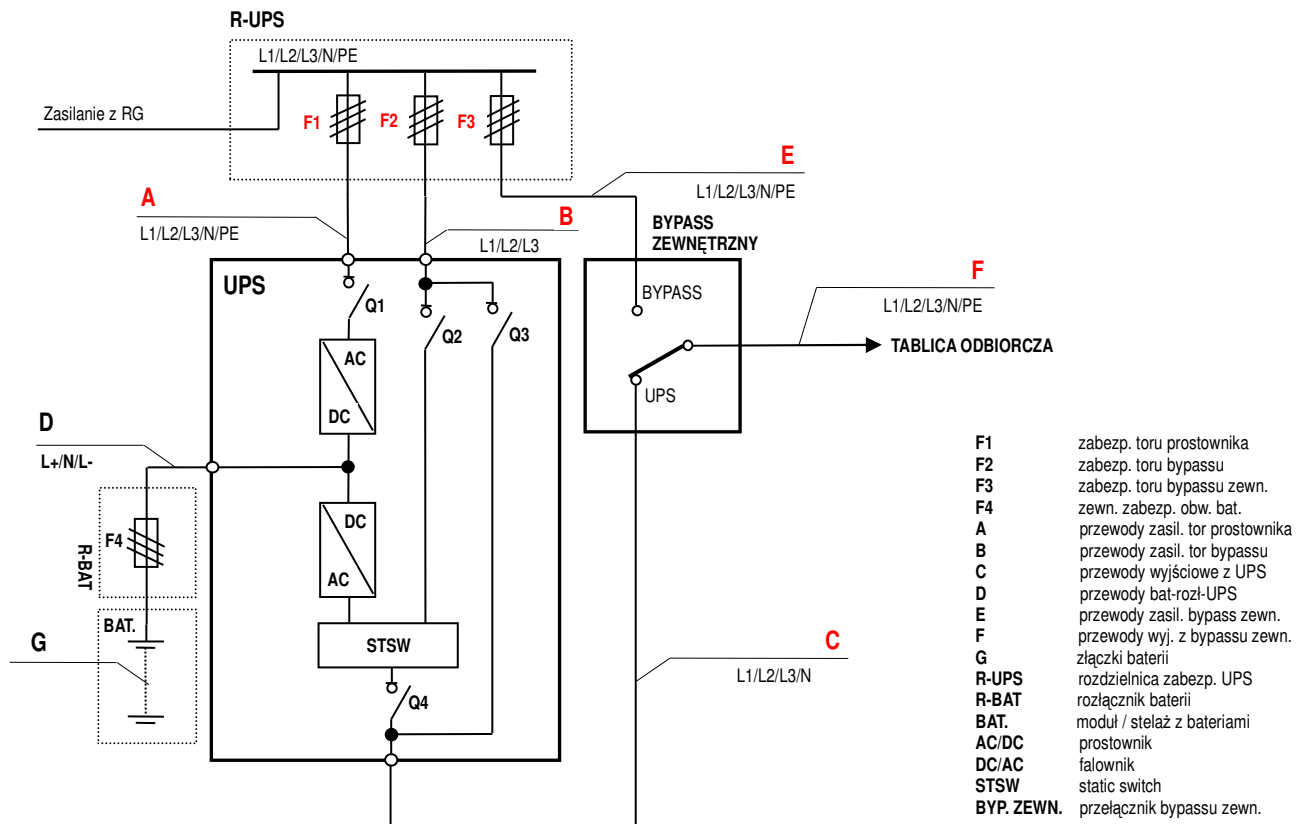 R-UPS
L1/L2/L3/N/PE
Zasilanie z RG
F1
F2
F3
E
L1/L2/L3/N/PE
A
L1/L2/L3/N/PE
B
L1/L2/L3
BYPASS
ZEWNĘTRZNY
UPS
Q1
Q2
Q3
BYPASS
UPS
F
L1/L2/L3/N/PE
TABLICA ODBIORCZA
AC
DC
D
L+/N/L-
F4
R-BAT
DC
AC
BAT.
G
STSW
Q4
C
L1/L2/L3/N
F1 zabezp. toru prostownika
F2 zabezp. toru bypassu
F3 zabezp. toru bypassu zewn.
F4 zewn. zabezp. obw. bat.
A przewody zasil. tor prostownika
B przewody zasil. tor bypassu
C przewody wyjściowe z UPS
D przewody bat-rozł-UPS
E przewody zasil. bypass zewn.
F przewody wyj. z bypassu zewn.
G złączki baterii
R-UPS rozdzielnica zabezp. UPS
R-BAT rozłącznik baterii
BAT. moduł / stelaż z bateriami
AC/DC prostownik
DC/AC falownik
STSW static switch
BYP. ZEWN. przełącznik bypassu zewn.